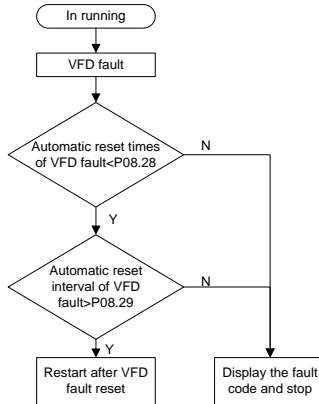 In running
VFD fault
Automatic reset times
of VFD fault<P08.28
N
Y
Automatic reset
interval of VFD
fault>P08.29
N
Y
Restart after VFD
fault reset
Display the fault
code and stop